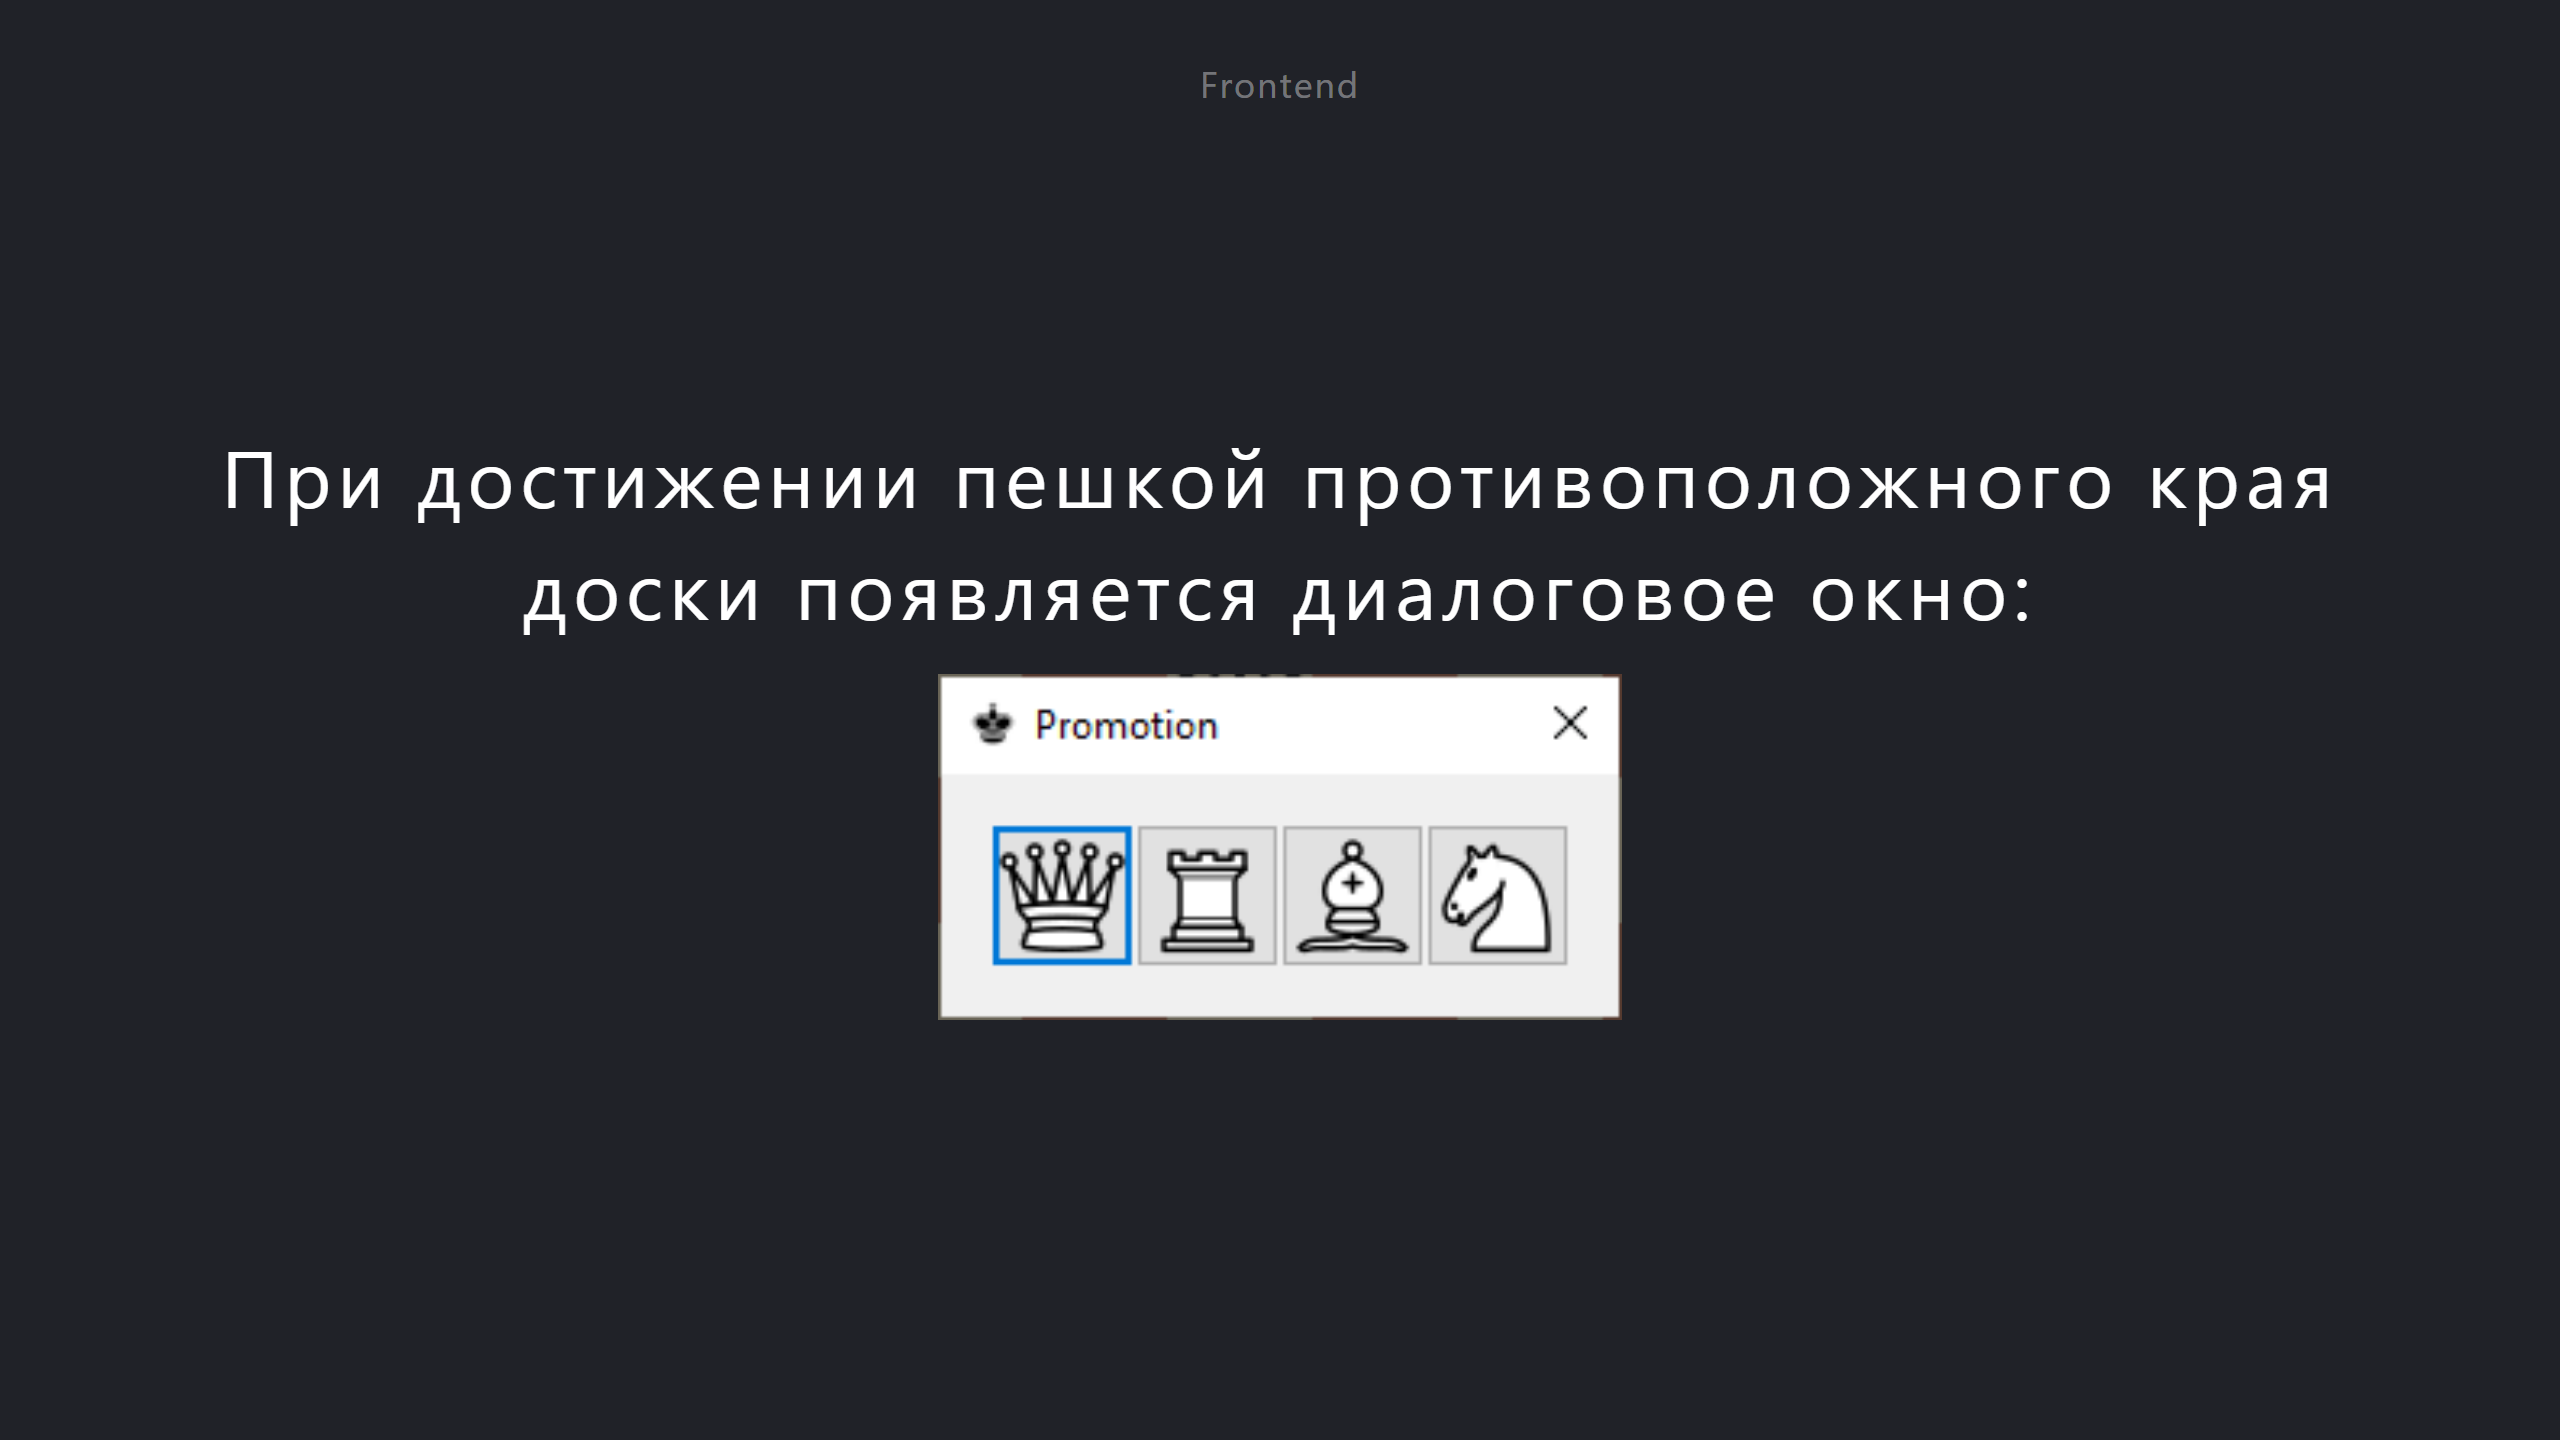 Frontend
При достижении пешкой противоположного края
доски появляется диалоговое окно:
Promotion